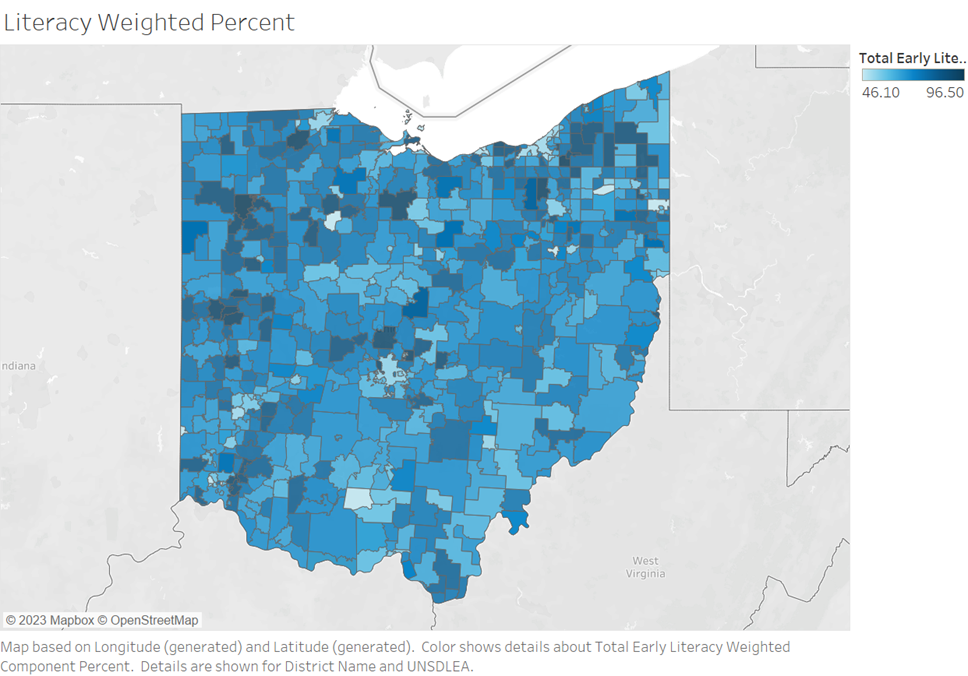 Literacy Weighted Percent
Total Early Lite..
46.10 96.50
ndiana
West
Virginia
© 2023 Mapbox © OpenStreetMap
Map based on Longitude (generated) and Latitude (generated).  Color shows details about Total Early Literacy Weighted
Component Percent.  Details are shown for District Name and UNSDLEA.